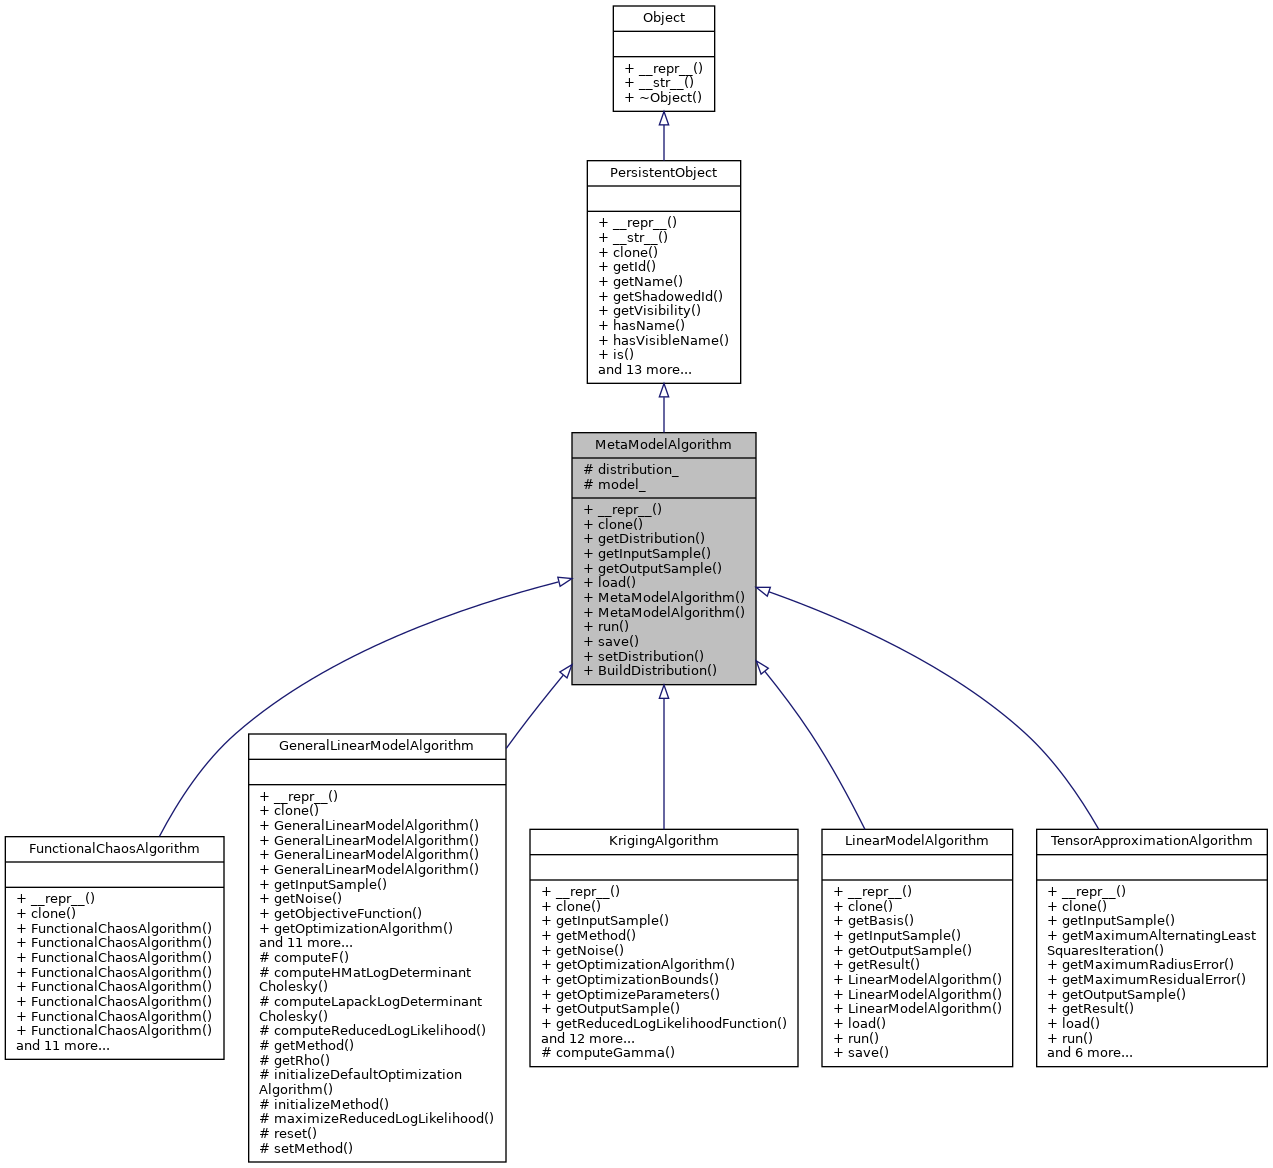 Object
+ __repr__()
+ __str__()
+ ~Object()
PersistentObject
+ __repr__()
+ __str__()
+ clone()
+ getId()
+ getName()
+ getShadowedId()
+ getVisibility()
+ hasName()
+ hasVisibleName()
+ is()
and 13 more...
MetaModelAlgorithm
# distribution_
# model_
+ __repr__()
+ clone()
+ getDistribution()
+ getInputSample()
+ getOutputSample()
+ load()
+ MetaModelAlgorithm()
+ MetaModelAlgorithm()
+ run()
+ save()
+ setDistribution()
+ BuildDistribution()
FunctionalChaosAlgorithm
+ __repr__()
+ clone()
+ FunctionalChaosAlgorithm()
+ FunctionalChaosAlgorithm()
+ FunctionalChaosAlgorithm()
+ FunctionalChaosAlgorithm()
+ FunctionalChaosAlgorithm()
+ FunctionalChaosAlgorithm()
+ FunctionalChaosAlgorithm()
+ FunctionalChaosAlgorithm()
and 11 more...
GeneralLinearModelAlgorithm
+ __repr__()
+ clone()
+ GeneralLinearModelAlgorithm()
+ GeneralLinearModelAlgorithm()
+ GeneralLinearModelAlgorithm()
+ GeneralLinearModelAlgorithm()
+ getInputSample()
+ getNoise()
+ getObjectiveFunction()
+ getOptimizationAlgorithm()
and 11 more...
# computeF()
# computeHMatLogDeterminant
Cholesky()
# computeLapackLogDeterminant
Cholesky()
# computeReducedLogLikelihood()
# getMethod()
# getRho()
# initializeDefaultOptimization
Algorithm()
# initializeMethod()
# maximizeReducedLogLikelihood()
# reset()
# setMethod()
KrigingAlgorithm
+ __repr__()
+ clone()
+ getInputSample()
+ getMethod()
+ getNoise()
+ getOptimizationAlgorithm()
+ getOptimizationBounds()
+ getOptimizeParameters()
+ getOutputSample()
+ getReducedLogLikelihoodFunction()
and 12 more...
# computeGamma()
LinearModelAlgorithm
+ __repr__()
+ clone()
+ getBasis()
+ getInputSample()
+ getOutputSample()
+ getResult()
+ LinearModelAlgorithm()
+ LinearModelAlgorithm()
+ LinearModelAlgorithm()
+ load()
+ run()
+ save()
TensorApproximationAlgorithm
+ __repr__()
+ clone()
+ getInputSample()
+ getMaximumAlternatingLeast
SquaresIteration()
+ getMaximumRadiusError()
+ getMaximumResidualError()
+ getOutputSample()
+ getResult()
+ load()
+ run()
and 6 more...